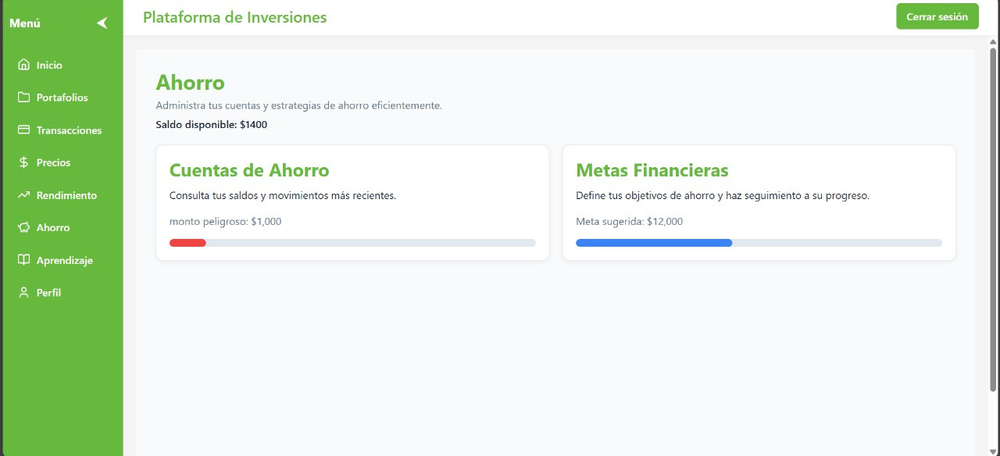 Menú
Plataforma de Inversiones
Cerrar sesión
Inicio
Portafolios
Transacciones
Precios
Rendimiento
Ahorro
Aprendizaje
Perfil
Ahorro
Administra tus cuentas y estrategias de ahorro eficientemente.
Saldo disponible: $1400
Cuentas de Ahorro
Consulta tus saldos y movimientos más recientes.
monto peligroso: $1,000
Metas Financieras
Define tus objetivos de ahorro y haz seguimiento a su progreso.
Meta sugerida: $12,000